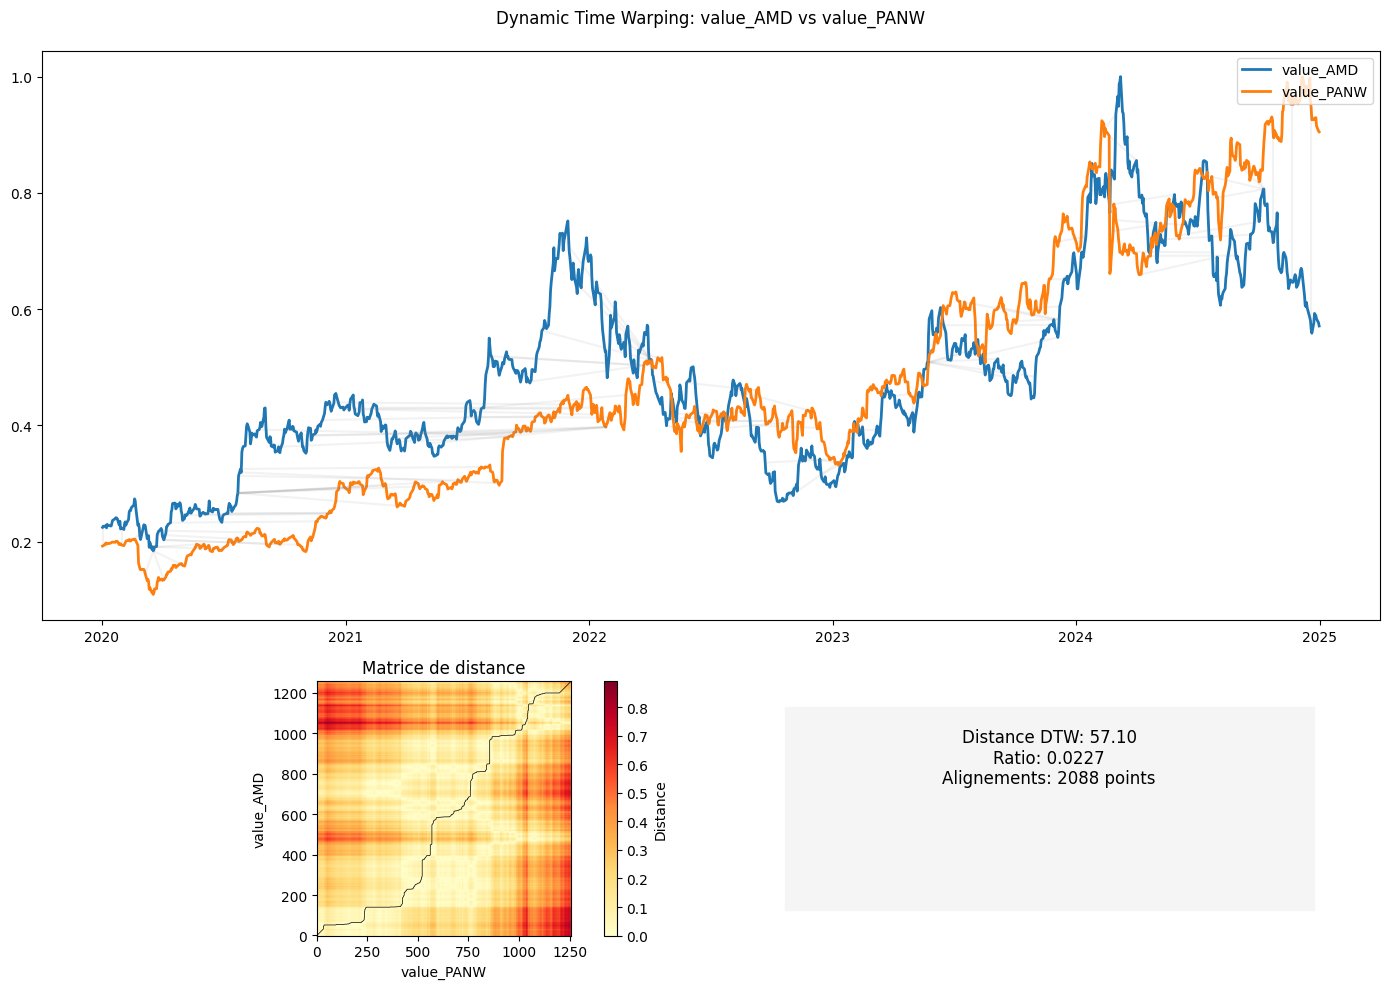 Dynamic Time Warping: value_AMD vs value_PANW
1.0
0.8
0.6
0.4
0.2
value_AMD
value_PANW
2020 2021 2022 2023 2024 2025
Matrice de distance
1200
1000
800
600
400
200
0
value_AMD
0 250 500 750 1000 1250
value_PANW
0.8
0.7
0.6
0.5
0.4
0.3
0.2
0.1
0.0
Distance
Distance DTW: 57.10
Ratio: 0.0227
Alignements: 2088 points